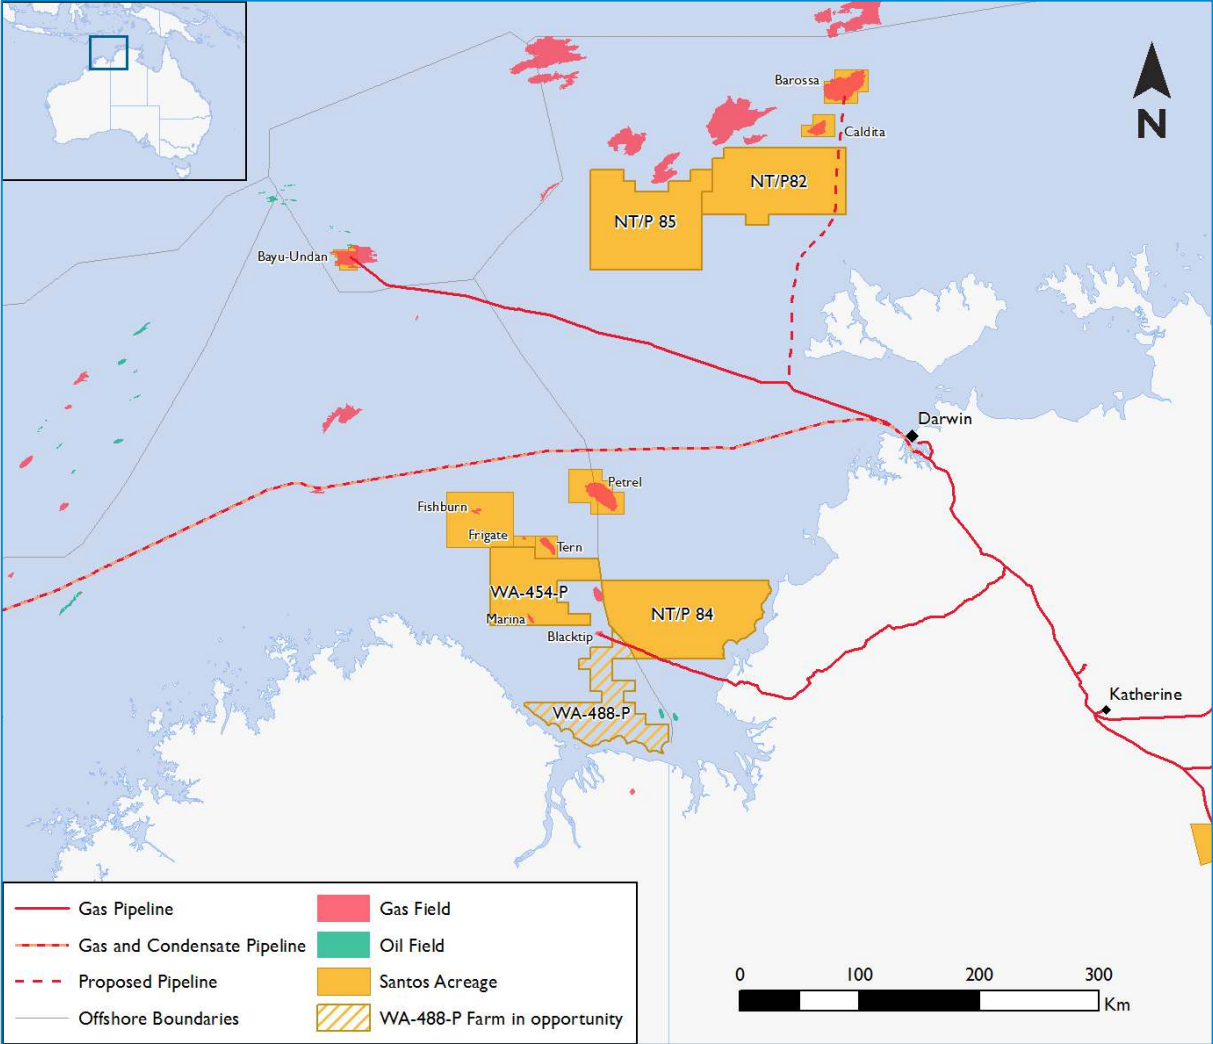 Barossa
N
Caldita
NT/P82
NT/P 85
Bayu-Undan
Darwin
Petrel
Fishburn
Frigate
Tern
WA-454-P
NT/P 84
Marina
Blacktip
Katherine
WA-488-P
Gas Pipeline
Gas and Condensate Pipeline
Proposed Pipeline
Offshore Boundaries
Gas Field
Oil Field
Santos Acreage
WA-488-P Farm in opportunity
0 100 200 300
Km